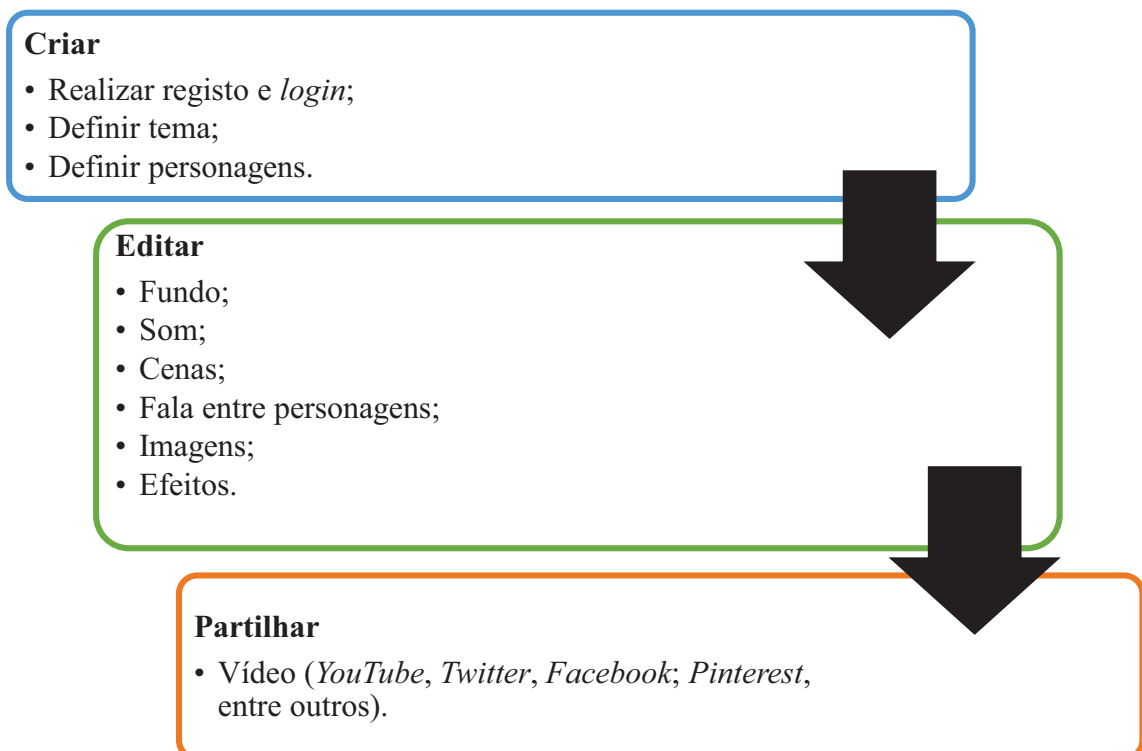 Criar
• Realizar registo e login;
• Definir tema;
• Definir personagens.
Editar
• Fundo;
• Som;
• Cenas;
• Fala entre personagens;
• Imagens;
• Efeitos.
Partilhar
• Vídeo (YouTube, Twitter, Facebook; Pinterest,
entre outros).